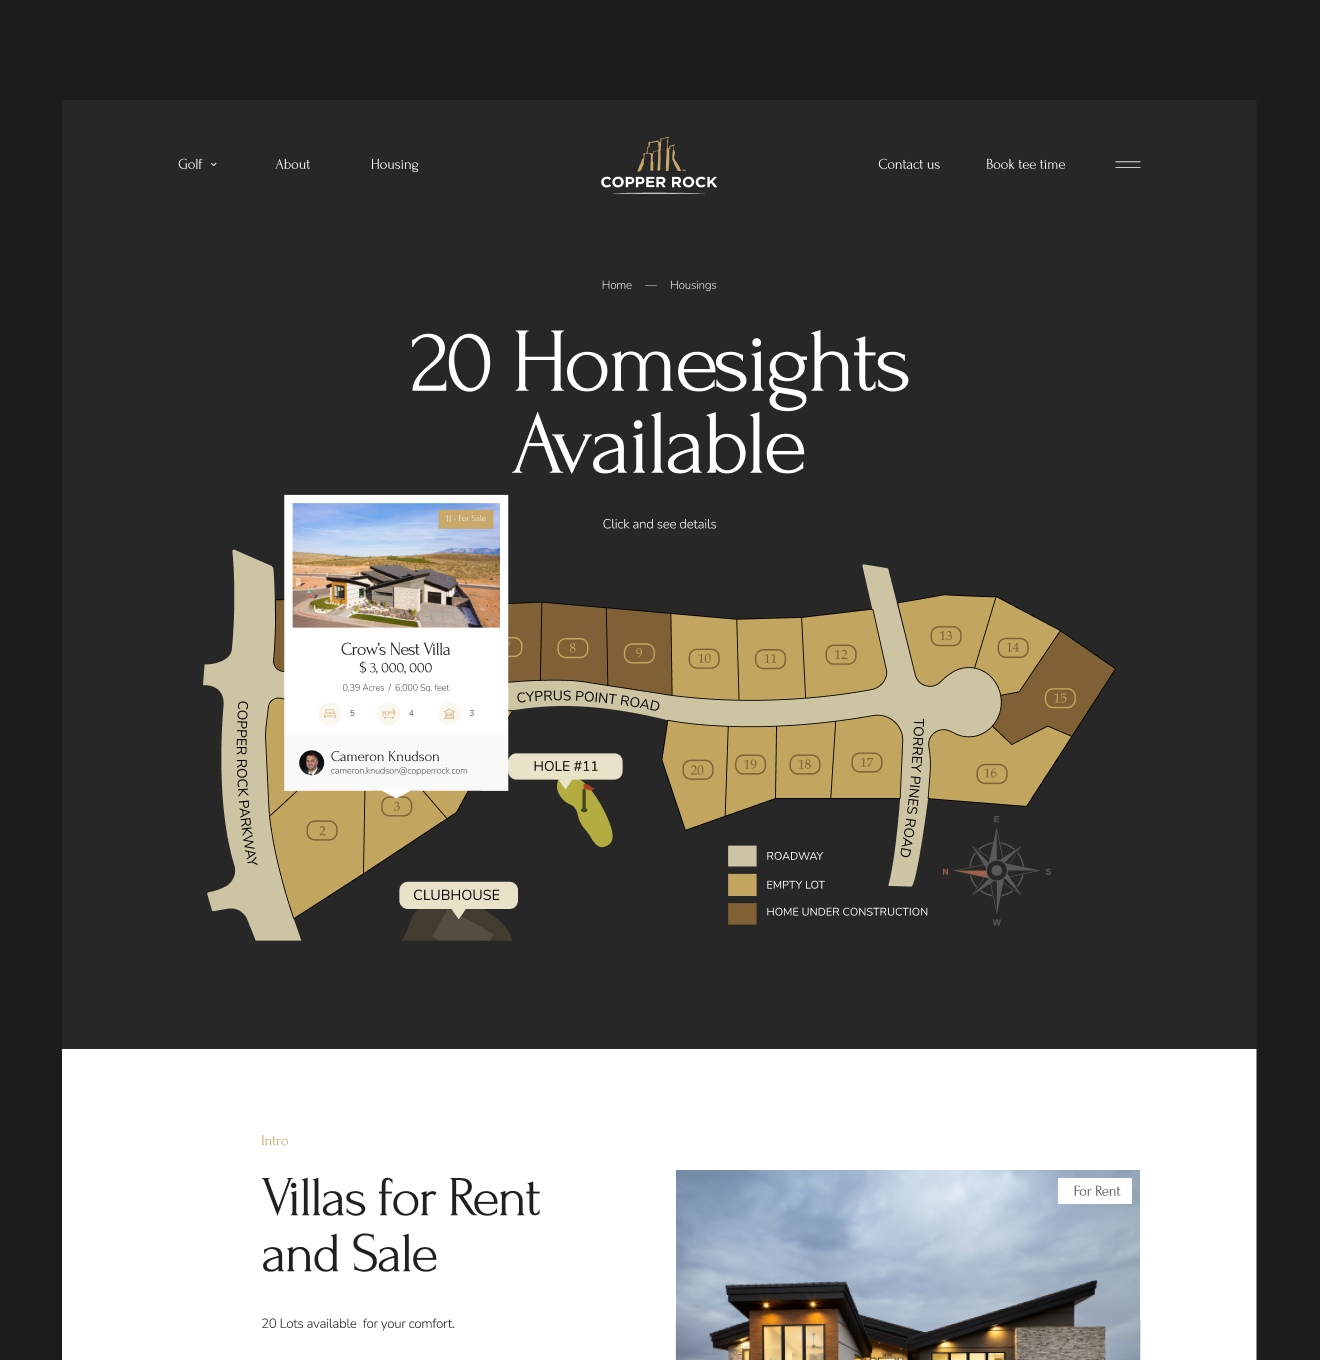 Golf
About
Housing
COPPER ROCK
Contact us
Book tee time
Home — Housings
20 Homesights
Available
Click and see details
11 - For Sale
Crow's Nest Villa
$ 3, 000, 000
0,39 Acres / 6,000 Sq. feet
5
4
3
Cameron Knudson
cameron.knudson@copperrock.com
8
9
10
11
12
13
14
15
CYPRUS POINT ROAD
COPPER ROCK PARKWAY
TORREY PINES ROAD
HOLE #11
20
19
18
17
16
3
2
CLUBHOUSE
ROADWAY
EMPTY LOT
HOME UNDER CONSTRUCTION
E
N
S
W
Intro
Villas for Rent
and Sale
20 Lots available for your comfort.
For Rent